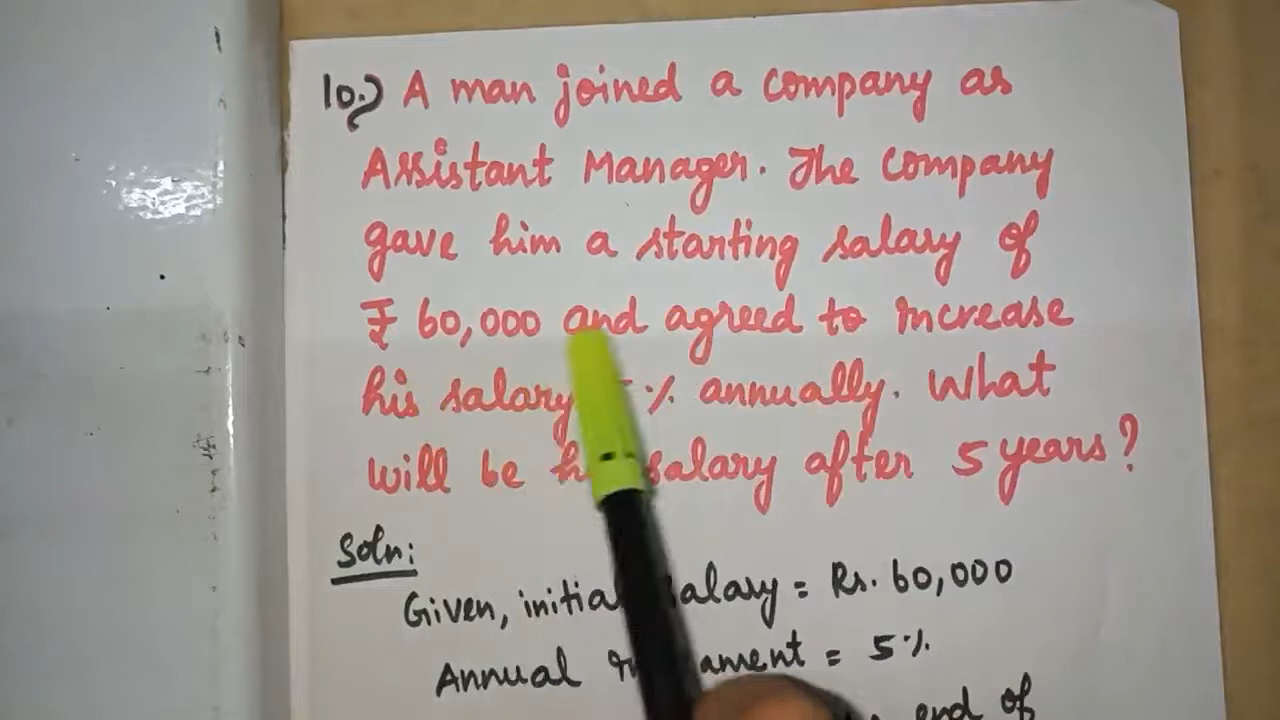 10.) A man joined a company as
Assistant Manager. The company
gave him a starting salary of
₹ 60,000 and agreed to increase
his salary % annually. What
will be salary after 5 years?
Soln:
Given, initial salary = Rs. 60,000
Annual = 5%
end of